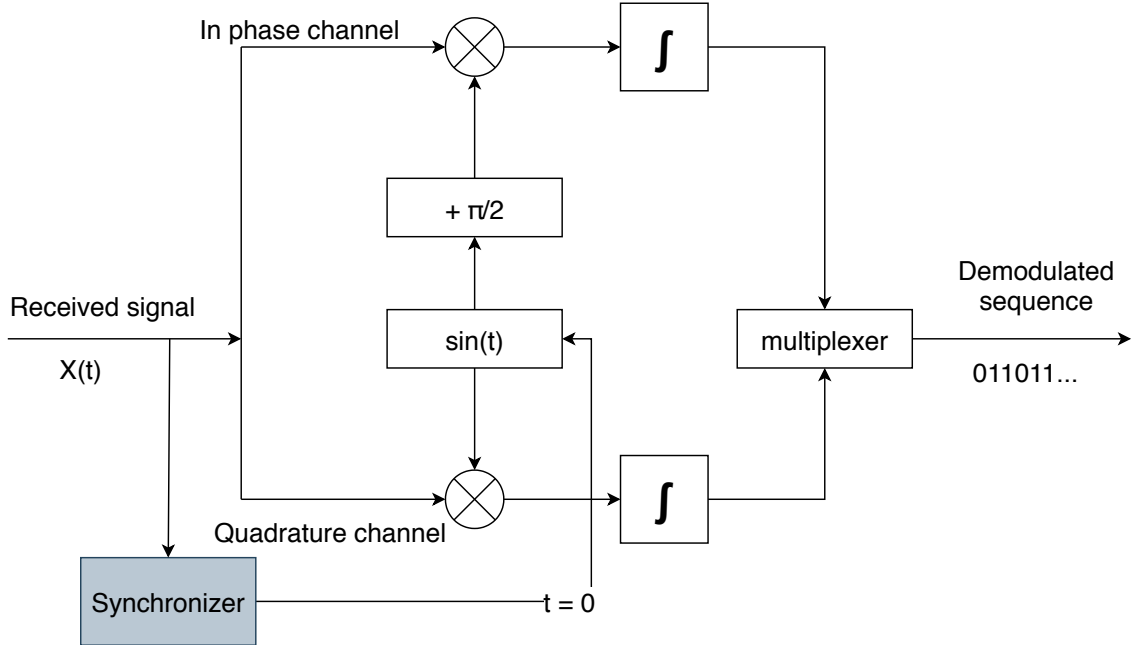 In phase channel
∫
+ π/2
Received signal
X(t)
sin(t)
multiplexer
Demodulated
sequence
011011...
∫
Quadrature channel
Synchronizer
t = 0